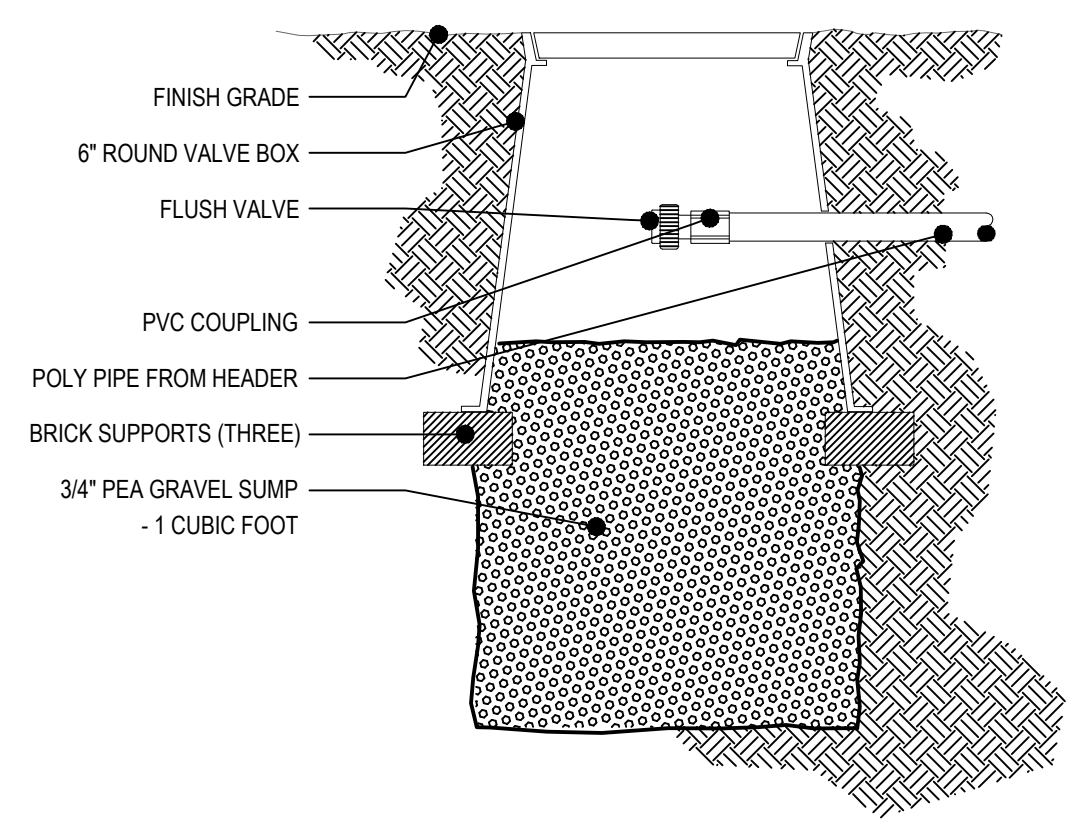 FINISH GRADE
6" ROUND VALVE BOX
FLUSH VALVE
PVC COUPLING
POLY PIPE FROM HEADER
BRICK SUPPORTS (THREE)
3/4" PEA GRAVEL SUMP
- 1 CUBIC FOOT